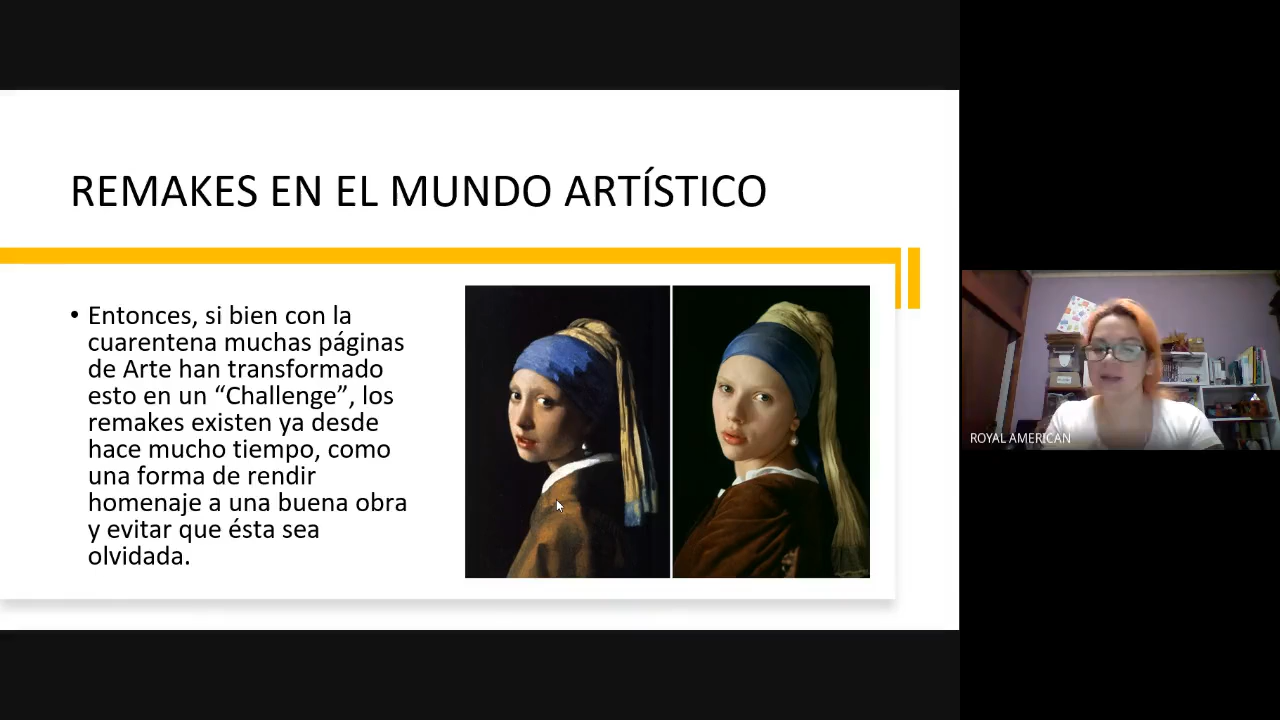 REMAKES EN EL MUNDO ARTÍSTICO
• Entonces, si bien con la
cuarentena muchas páginas
de Arte han transformado
esto en un “Challenge”, los
remakes existen ya desde
hace mucho tiempo, como
una forma de rendir
homenaje a una buena obra
y evitar que ésta sea
olvidada.
ROYAL AMERICAN